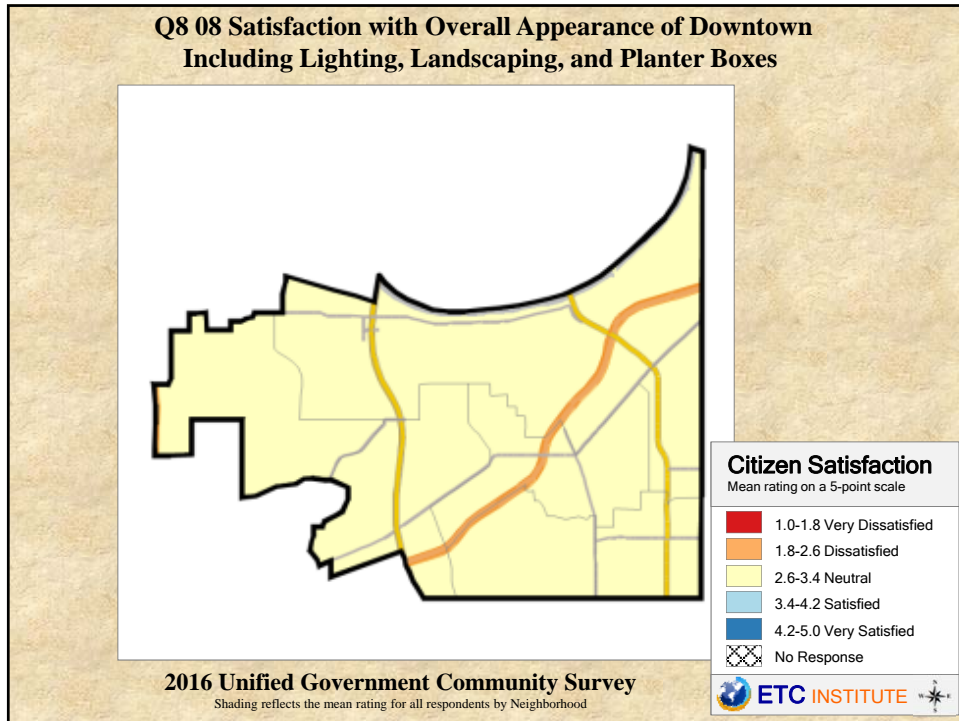 Q8 08 Satisfaction with Overall Appearance of Downtown
Including Lighting, Landscaping, and Planter Boxes
Citizen Satisfaction
Mean rating on a 5-point scale
1.0-1.8 Very Dissatisfied
1.8-2.6 Dissatisfied
2.6-3.4 Neutral
3.4-4.2 Satisfied
4.2-5.0 Very Satisfied
No Response
2016 Unified Government Community Survey
Shading reflects the mean rating for all respondents by Neighborhood
ETC INSTITUTE
N
W E
S